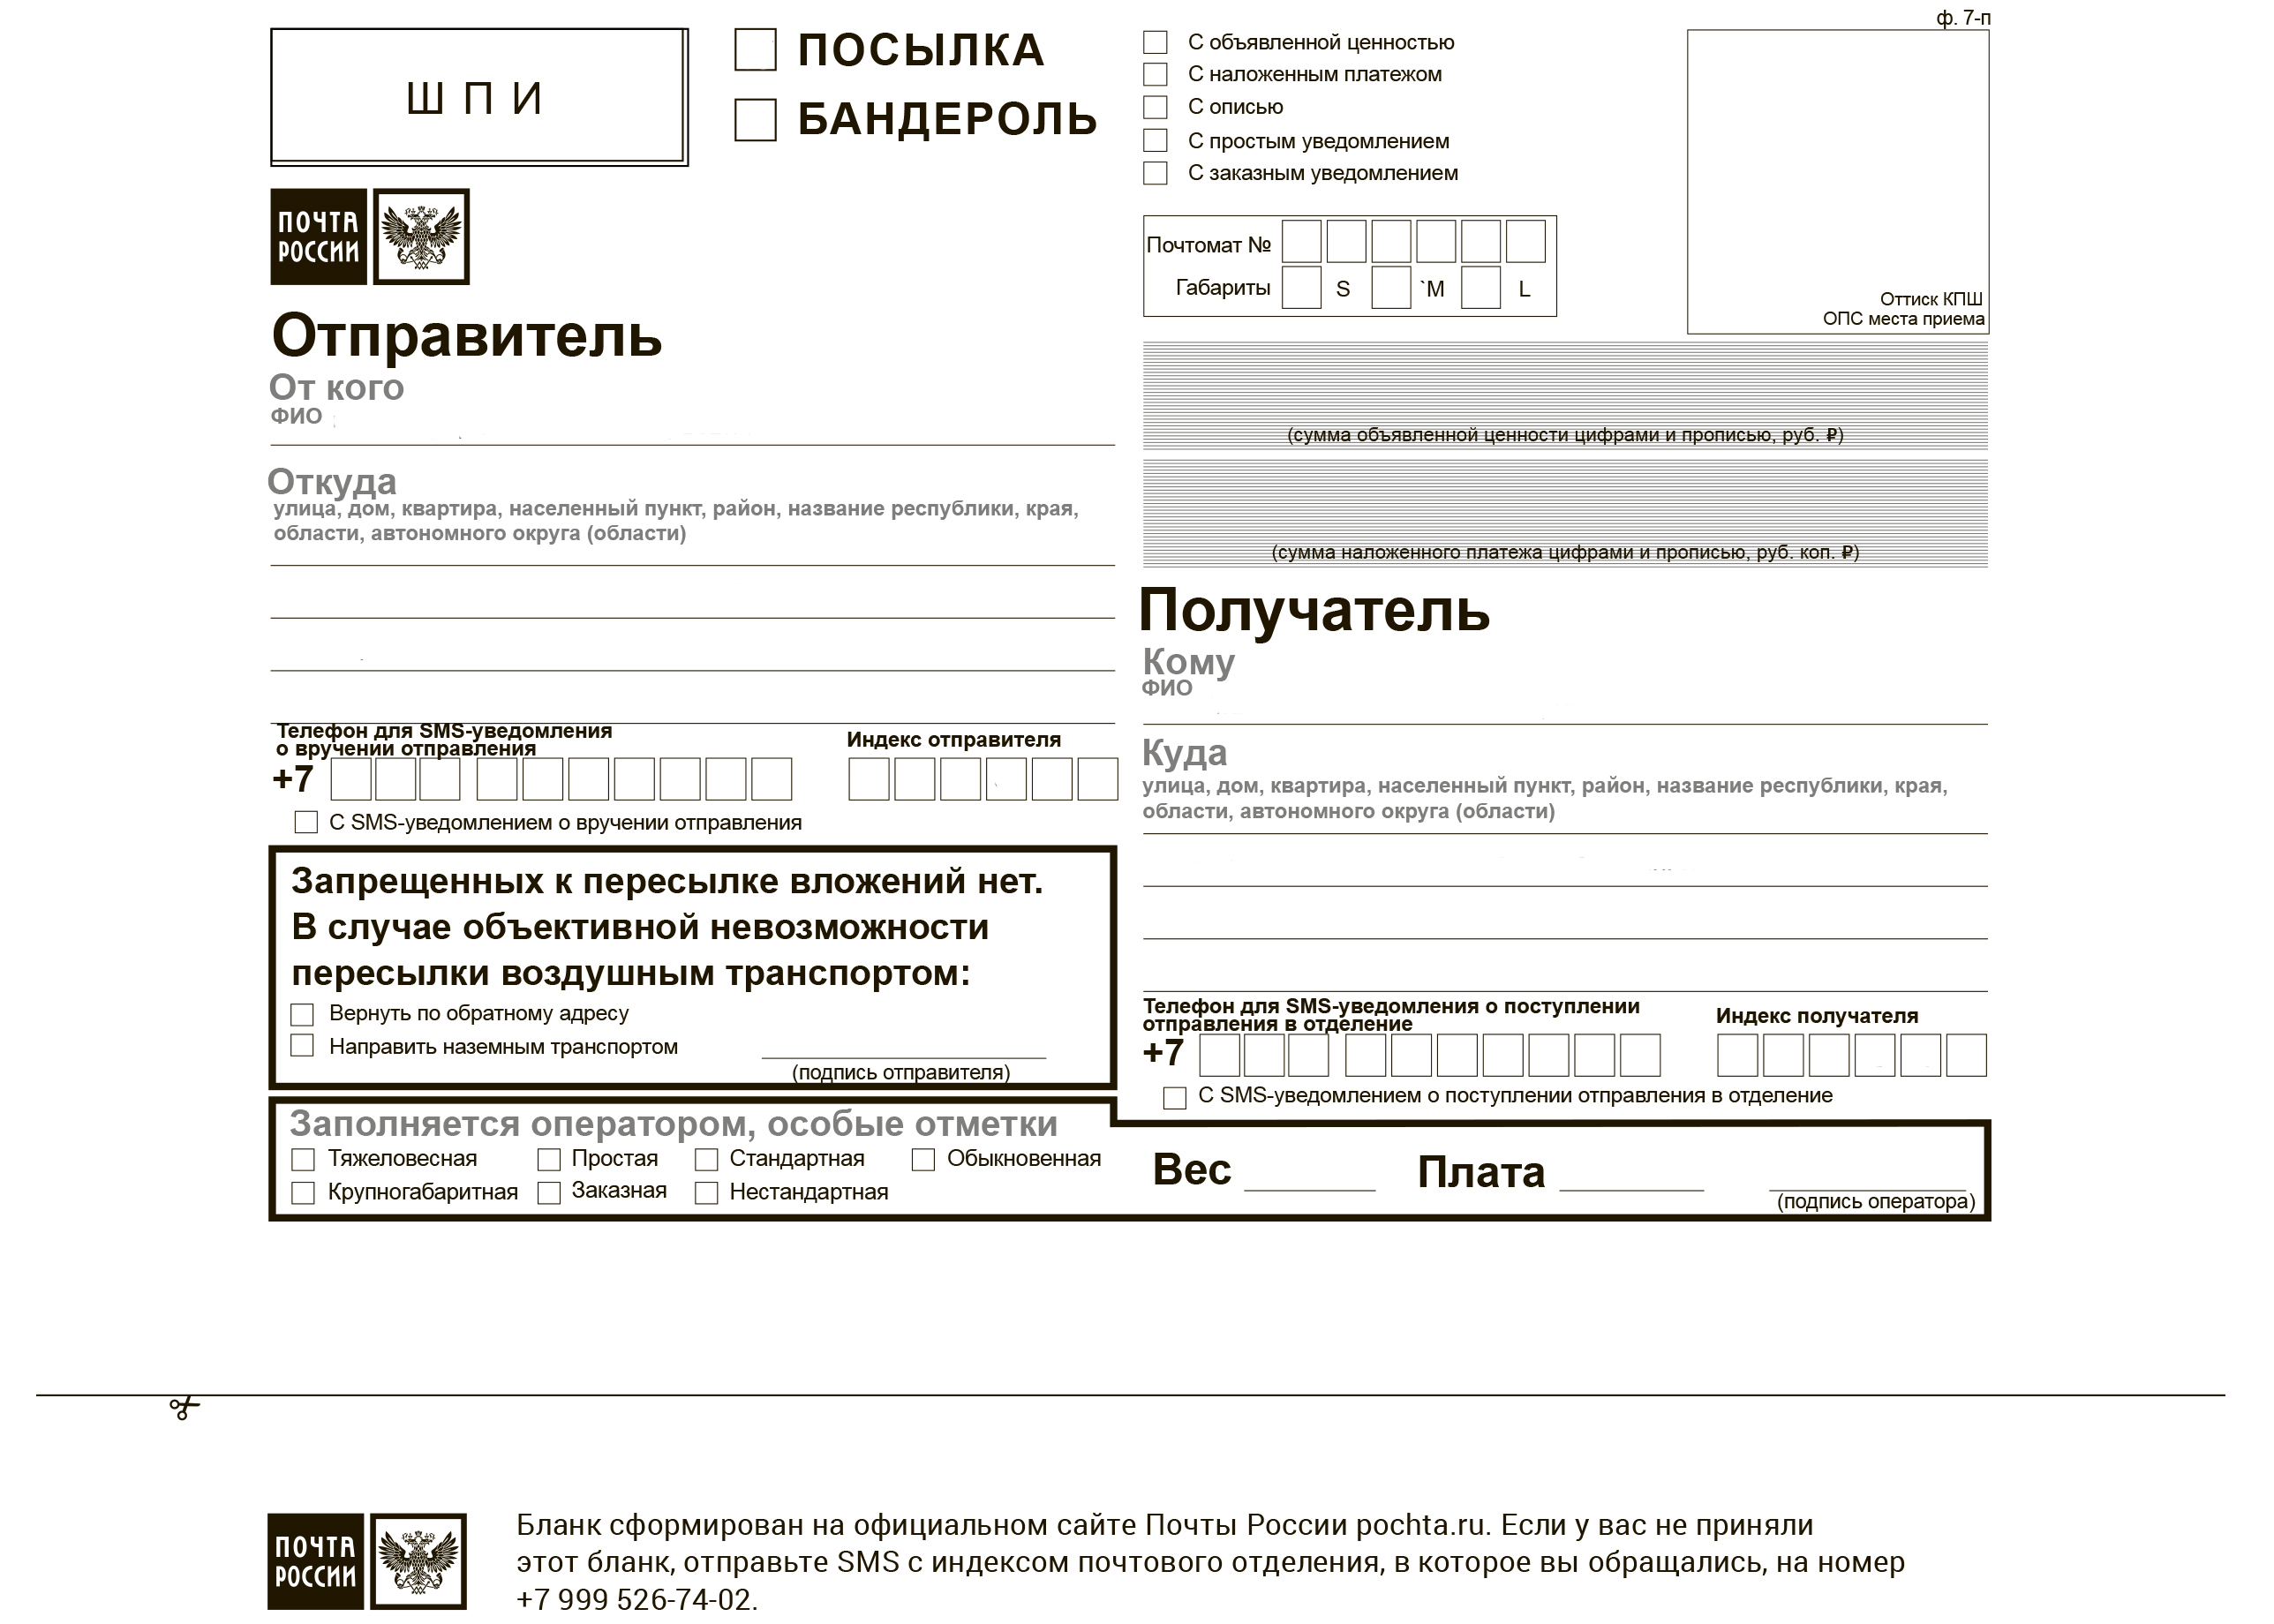 ф. 7-п
ШПИ
ПОСЫЛКА
БАНДЕРОЛЬ
С объявленной ценностью
С наложенным платежом
С описью
С простым уведомлением
С заказным уведомлением
ПОЧТА
РОССИИ
Почтомат №
Габариты S `M L
Оттиск КПШ
ОПС места приема
Отправитель
От кого
ФИО
(сумма объявленной ценности цифрами и прописью, руб. ₽)
Откуда
улица, дом, квартира, населенный пункт, район, название республики, края,
области, автономного округа (области)
(сумма наложенного платежа цифрами и прописью, руб. коп. ₽)
Телефон для SMS-уведомления
о вручении отправления
Индекс отправителя
+7
С SMS-уведомлением о вручении отправления
Получатель
Кому
ФИО
Куда
улица, дом, квартира, населенный пункт, район, название республики, края,
области, автономного округа (области)
Запрещенных к пересылке вложений нет.
В случае объективной невозможности
пересылки воздушным транспортом:
Вернуть по обратному адресу
Направить наземным транспортом
(подпись отправителя)
Телефон для SMS-уведомления о поступлении
отправления в отделение
Индекс получателя
+7
С SMS-уведомлением о поступлении отправления в отделение
Заполняется оператором, особые отметки
Тяжеловесная Простая Стандартная Обыкновенная
Крупногабаритная Заказная Нестандартная
Вес Плата
(подпись оператора)
ПОЧТА
РОССИИ
Бланк сформирован на официальном сайте Почты России pochta.ru. Если у вас не приняли
этот бланк, отправьте SMS с индексом почтового отделения, в которое вы обращались, на номер
+7 999 526-74-02.